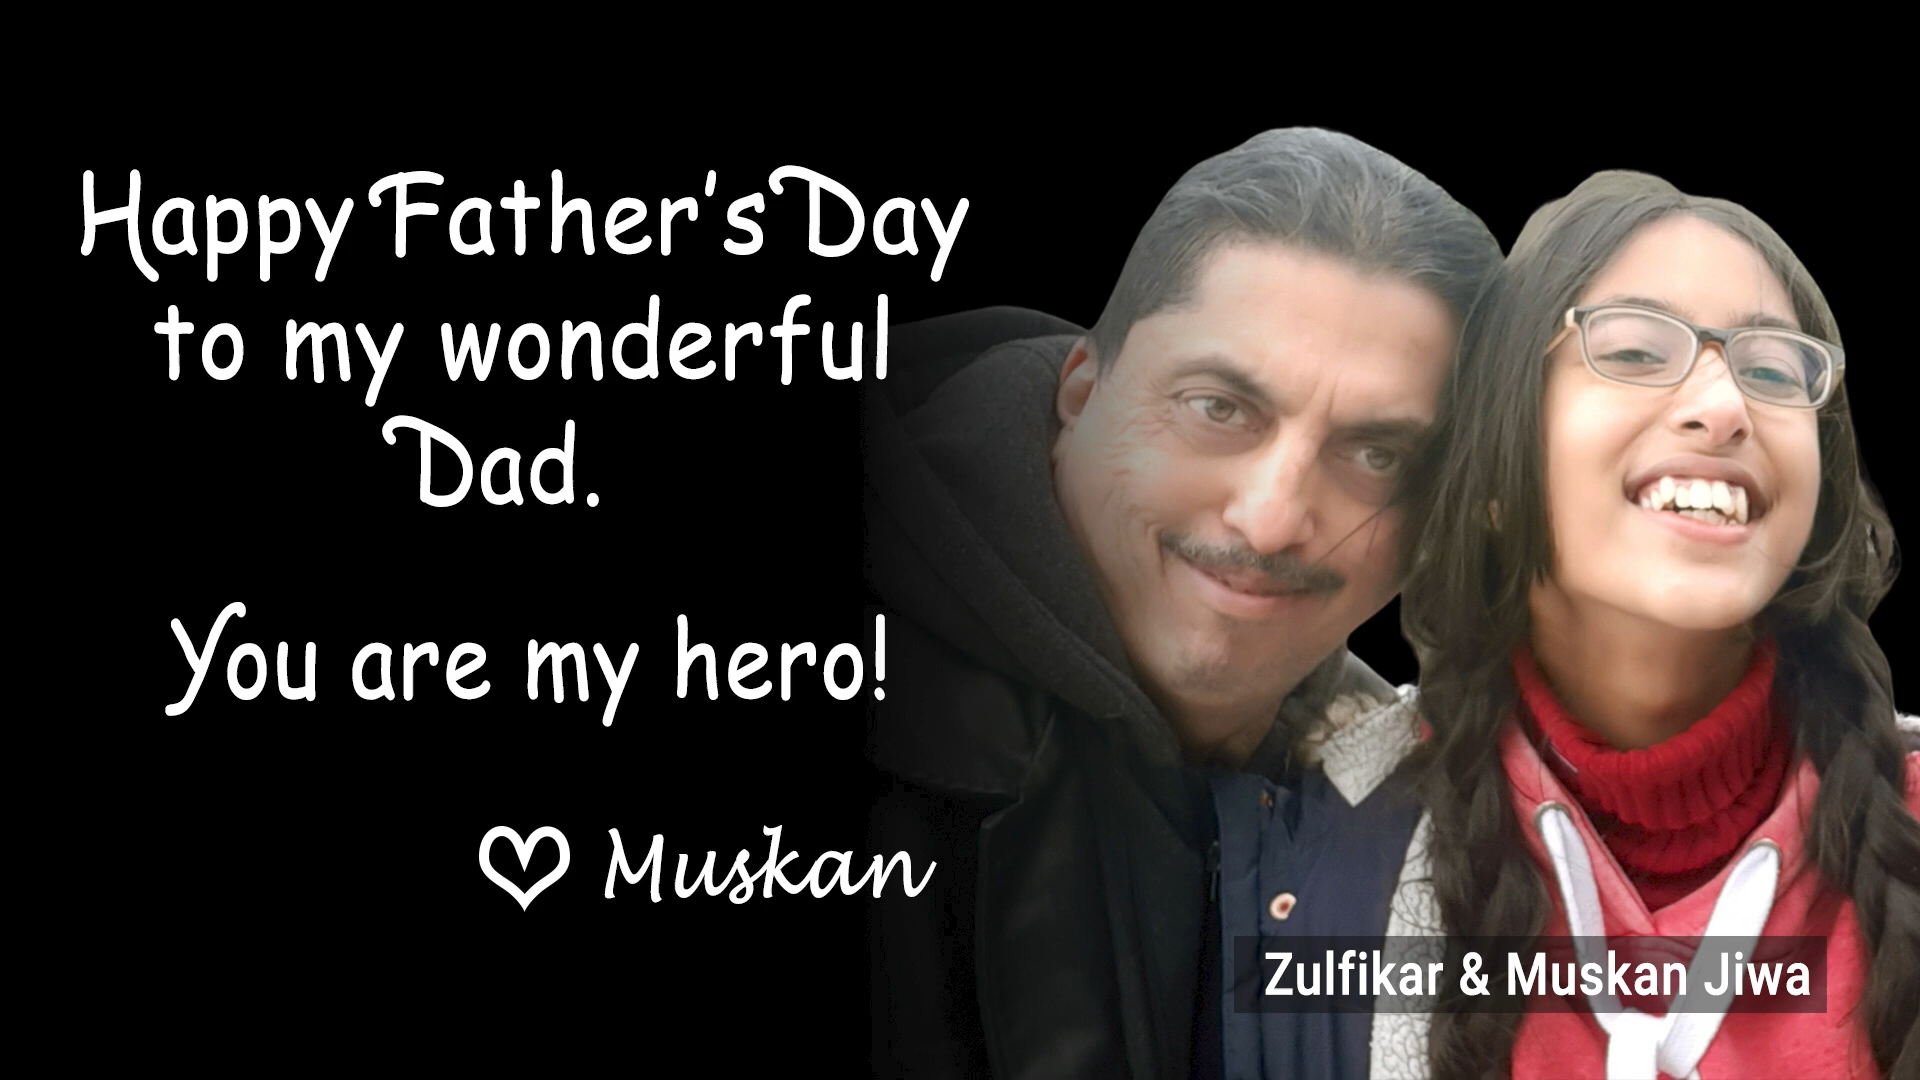 Happy Father's Day
to my wonderful
Dad.
You are my hero!
♡ Muskan
Zulfikar & Muskan Jiwa